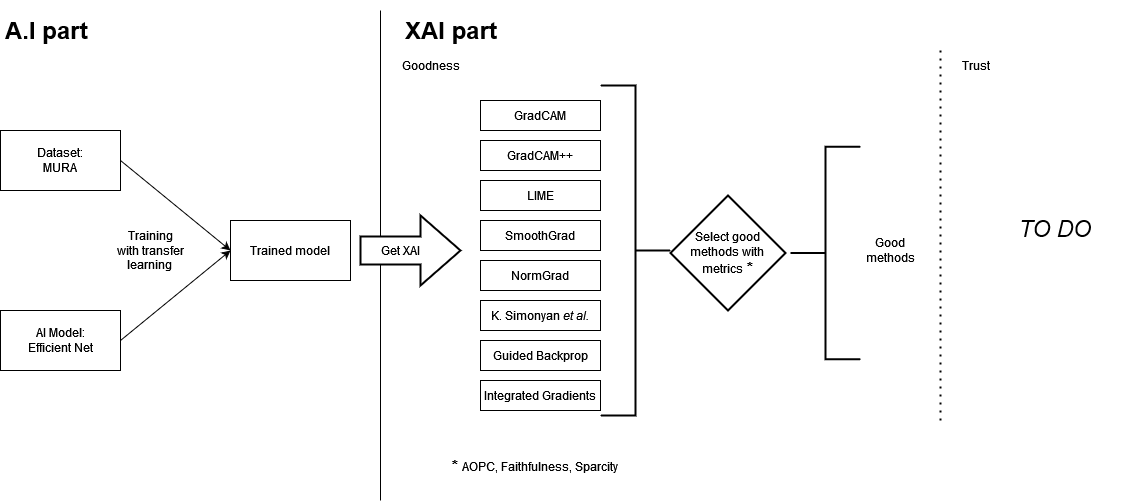 A.I part
XAI part
Goodness
Trust
Dataset:
MURA
Training
with transfer
learning
AI Model:
Efficient Net
Trained model
Get XAI
GradCAM
GradCAM++
LIME
SmoothGrad
NormGrad
K. Simonyan et al.
Guided Backprop
Integrated Gradients
Select good
methods with
metrics *
Good
methods
TO DO
* AOPC, Faithfulness, Sparcity